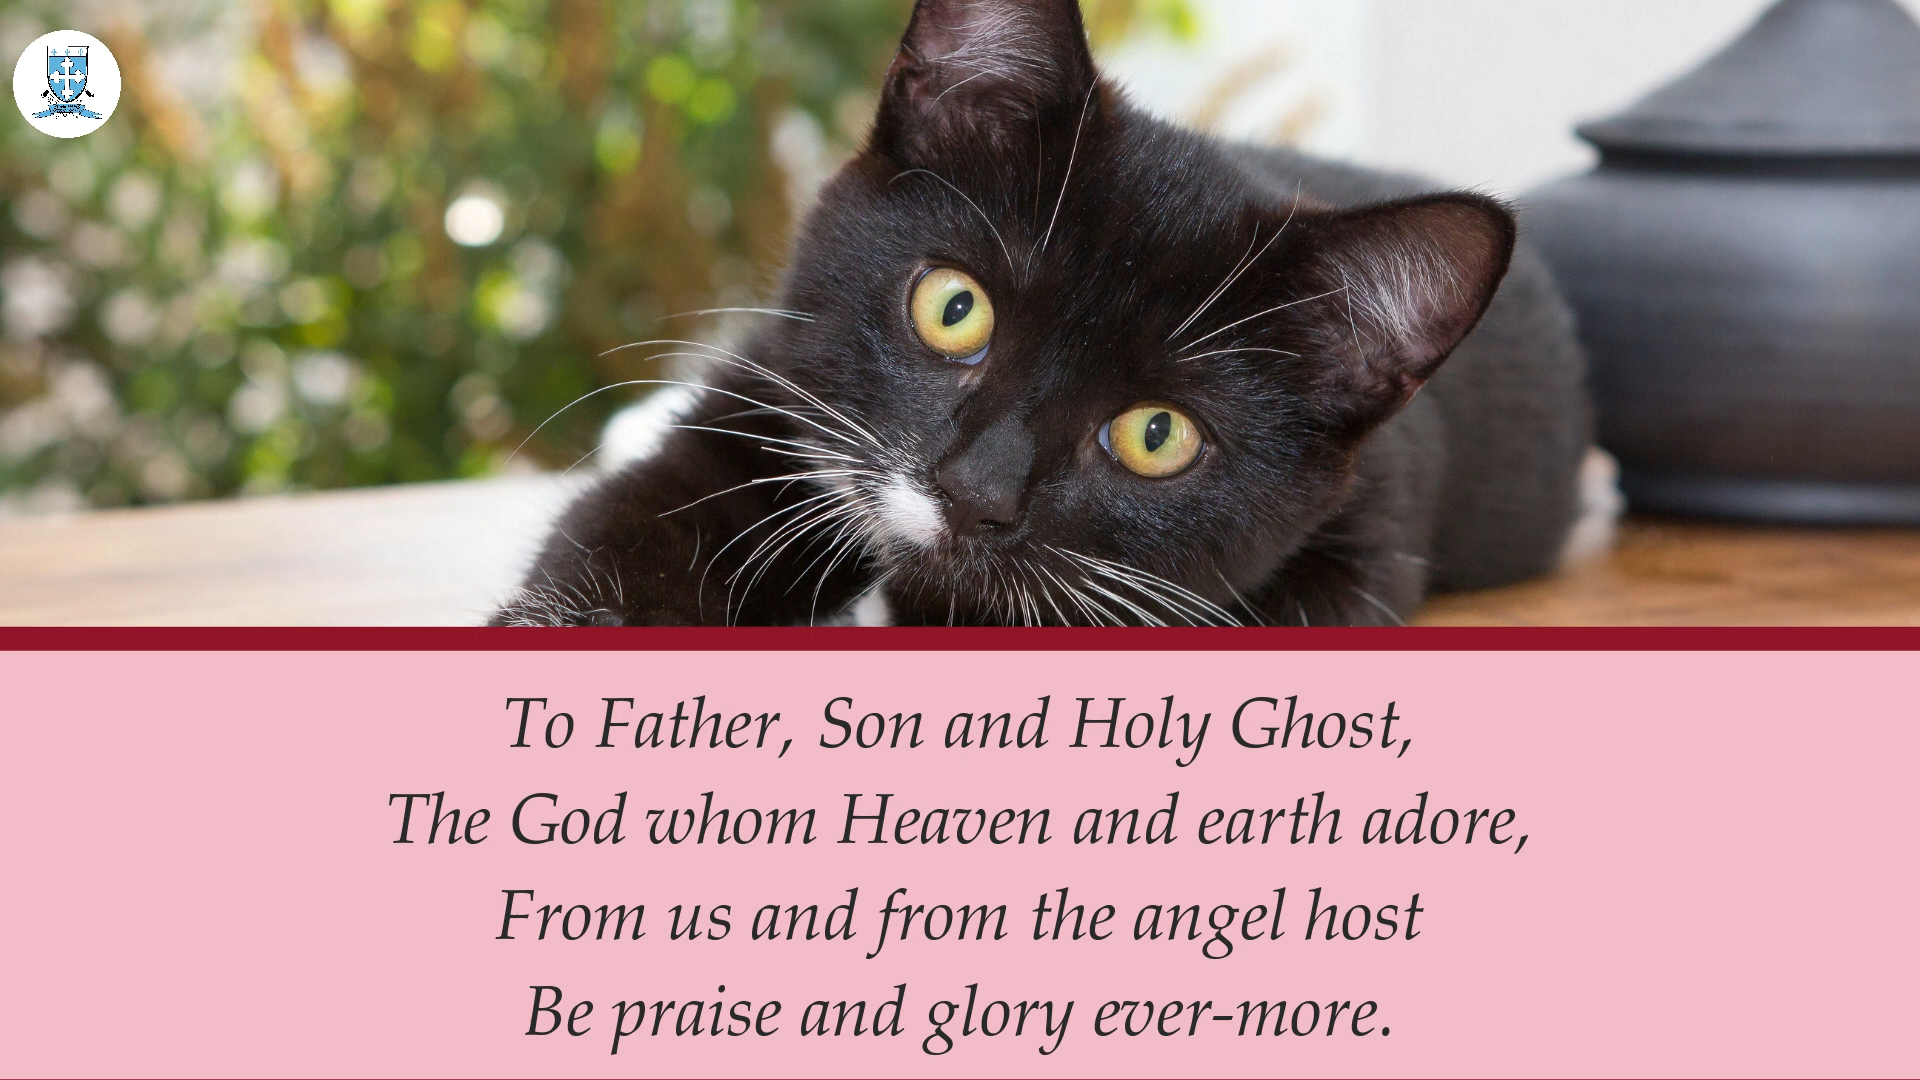 To Father, Son and Holy Ghost,
The God whom Heaven and earth adore,
From us and from the angel host
Be praise and glory ever-more.